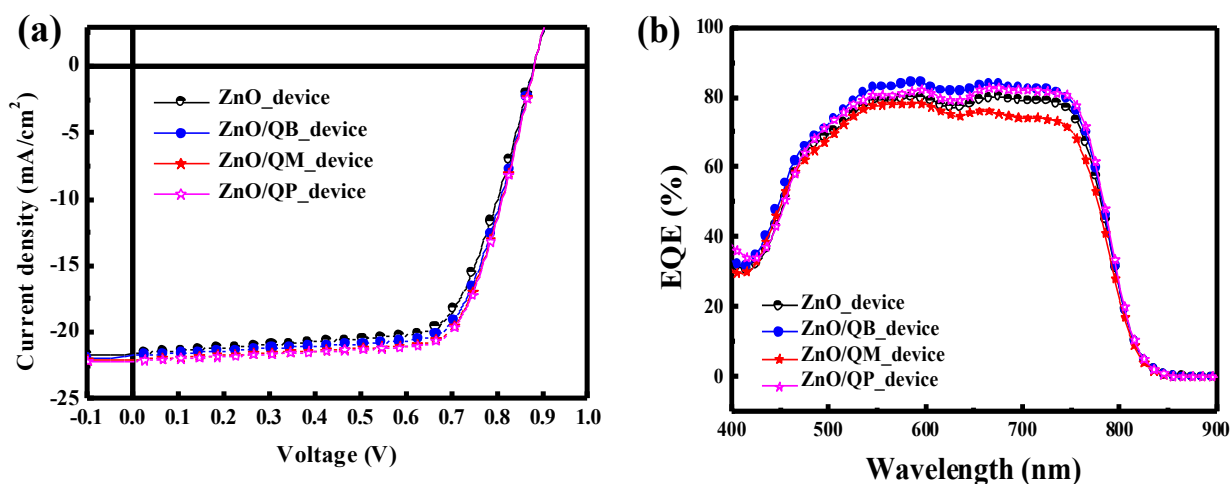 (a)
0
-5
-10
-15
-20
-25
Current density (mA/cm²)
ZnO_device
ZnO/QB_device
ZnO/QM_device
ZnO/QP_device
-0.1 0.0 0.1 0.2 0.3 0.4 0.5 0.6 0.7 0.8 0.9 1.0
Voltage (V)
(b)
100
80
60
40
20
0
EQE (%)
ZnO_device
ZnO/QB_device
ZnO/QM_device
ZnO/QP_device
400 500 600 700 800 900
Wavelength (nm)